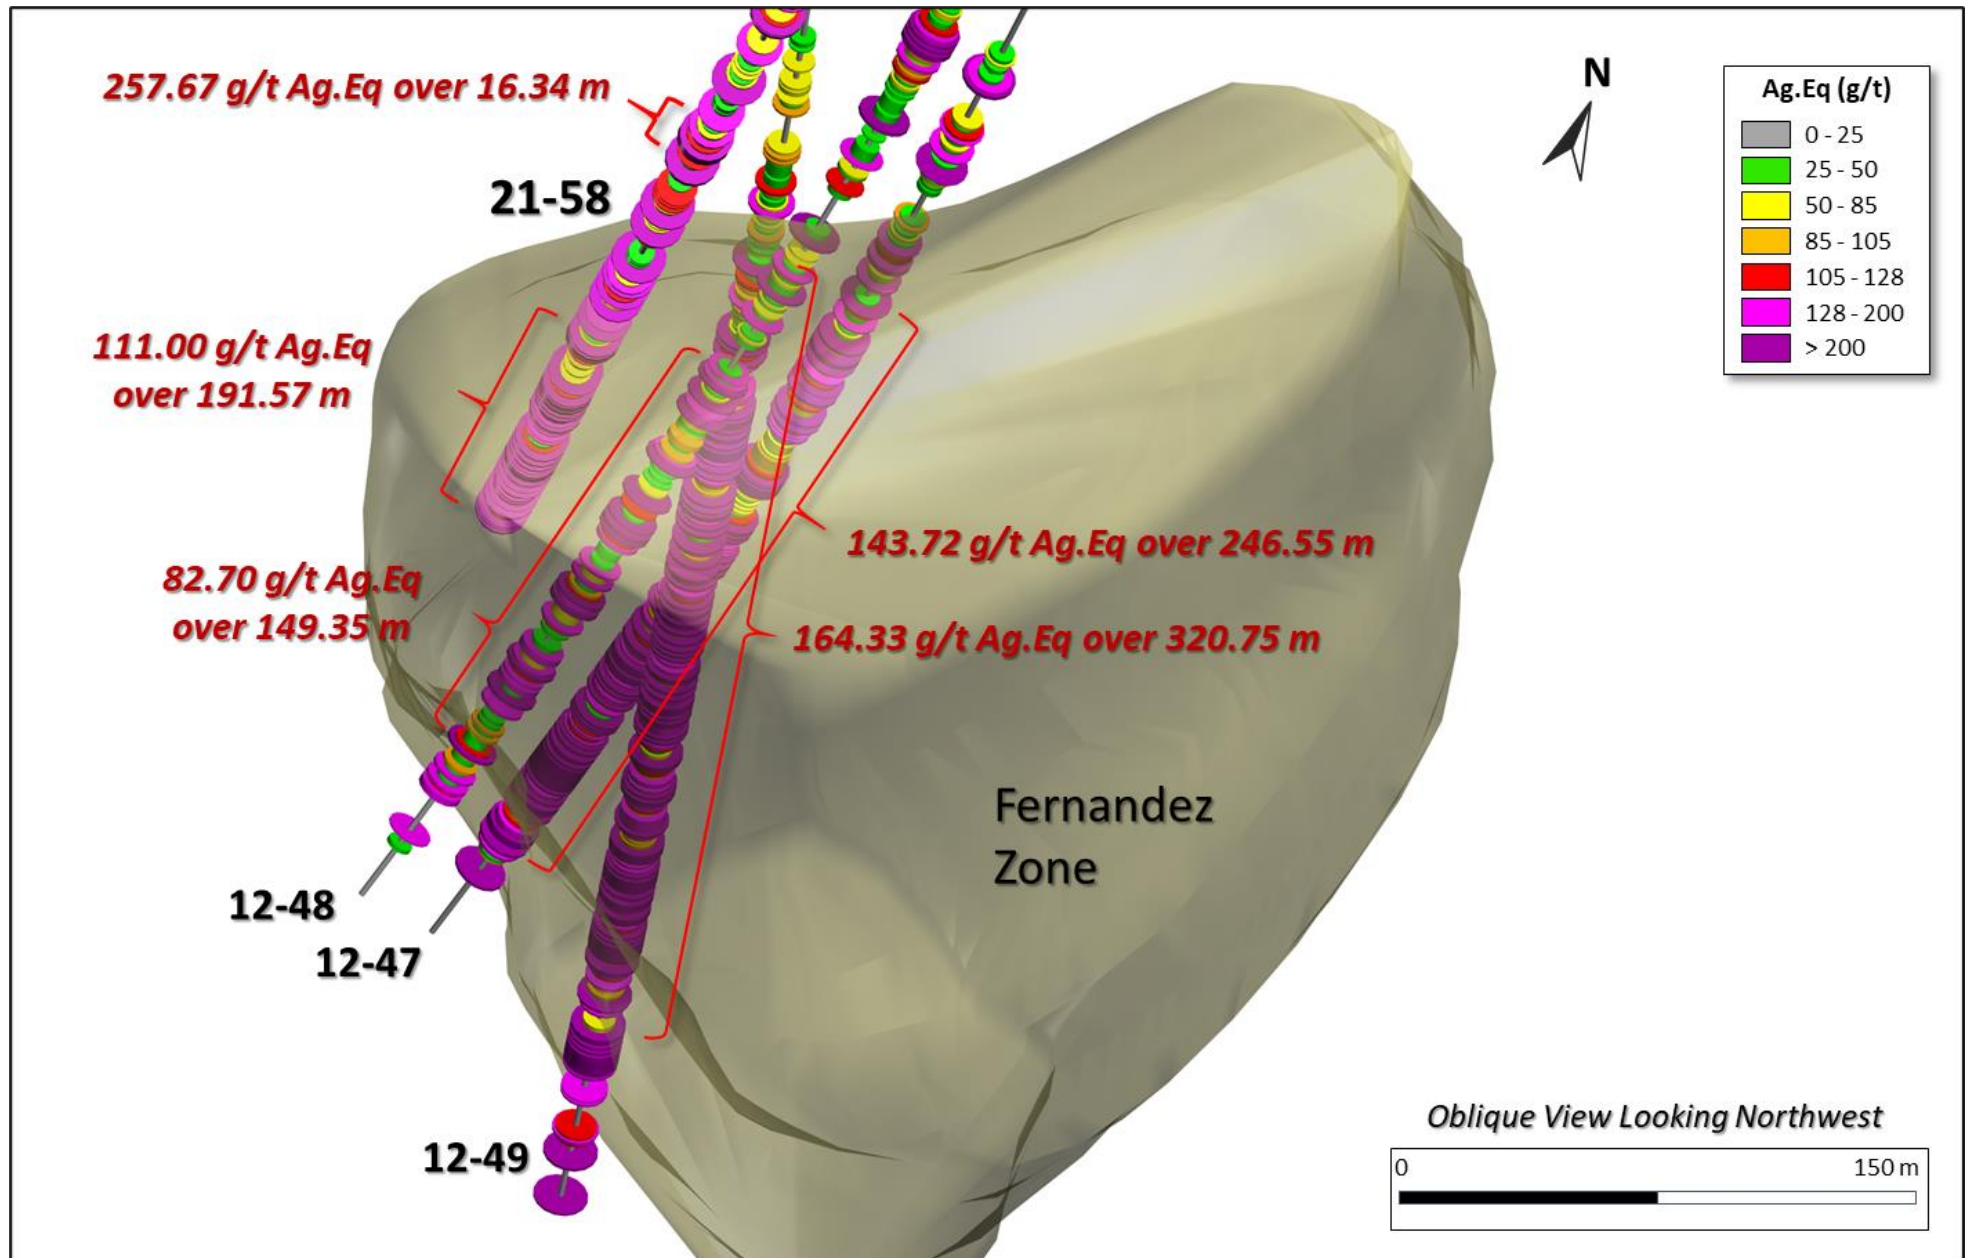 257.67 g/t Ag.Eq over 16.34 m
21-58
111.00 g/t Ag.Eq
over 191.57 m
82.70 g/t Ag.Eq
over 149.35 m
143.72 g/t Ag.Eq over 246.55 m
164.33 g/t Ag.Eq over 320.75 m
Fernandez
Zone
12-48
12-47
12-49
N
Ag.Eq (g/t)
0 - 25
25 - 50
50 - 85
85 - 105
105 - 128
128 - 200
> 200
Oblique View Looking Northwest
0 150 m